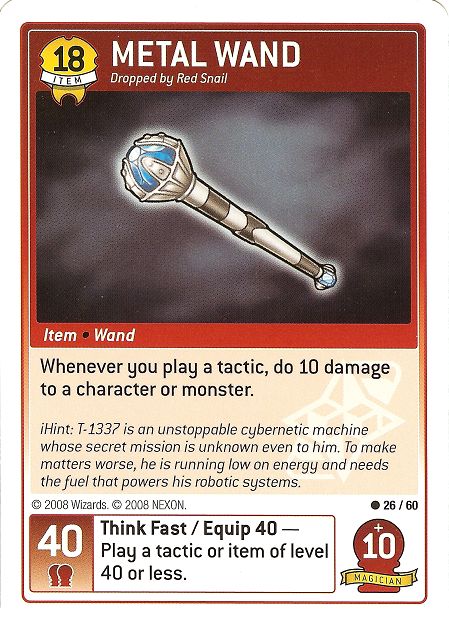 18
ITEM
METAL WAND
Dropped by Red Snail
Item • Wand
Whenever you play a tactic, do 10 damage
to a character or monster.
iHint: T-1337 is an unstoppable cybernetic machine
whose secret mission is unknown even to him. To make
matters worse, he is running low on energy and needs
the fuel that powers his robotic systems.
© 2008 Wizards. © 2008 NEXON.
● 26 / 60
40
Think Fast / Equip 40 —
Play a tactic or item of level
40 or less.
+
10
MAGICIAN